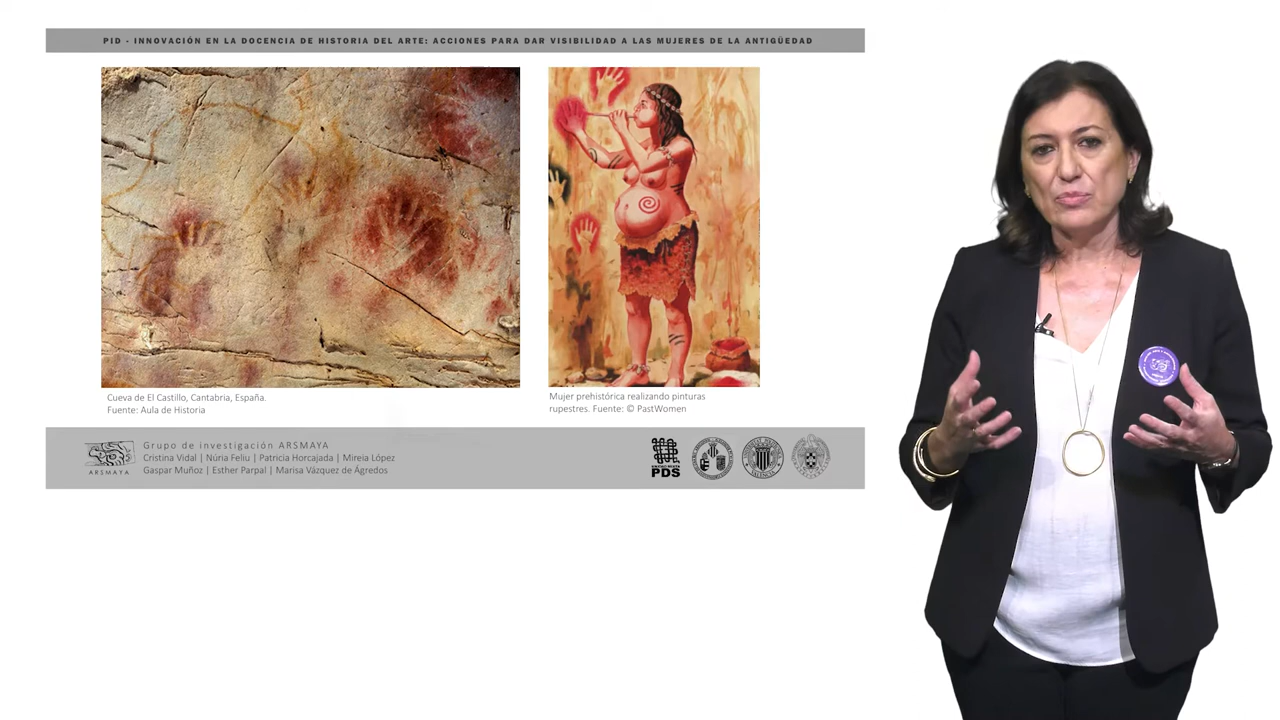 PID - INNOVACIÓN EN LA DOCENCIA DE HISTORIA DEL ARTE: ACCIONES PARA DAR VISIBILIDAD A LAS MUJERES DE LA ANTIGÜEDAD
Cueva de El Castillo, Cantabria, España.
Fuente: Aula de Historia
Mujer prehistórica realizando pinturas
rupestres. Fuente: © PastWomen
Grupo de investigación ARSMAYA
Cristina Vidal | Núria Feliu | Patricia Horcajada | Mireia López
Gaspar Muñoz | Esther Parpal | Marisa Vázquez de Ágredos
ARSMAYA
PDS